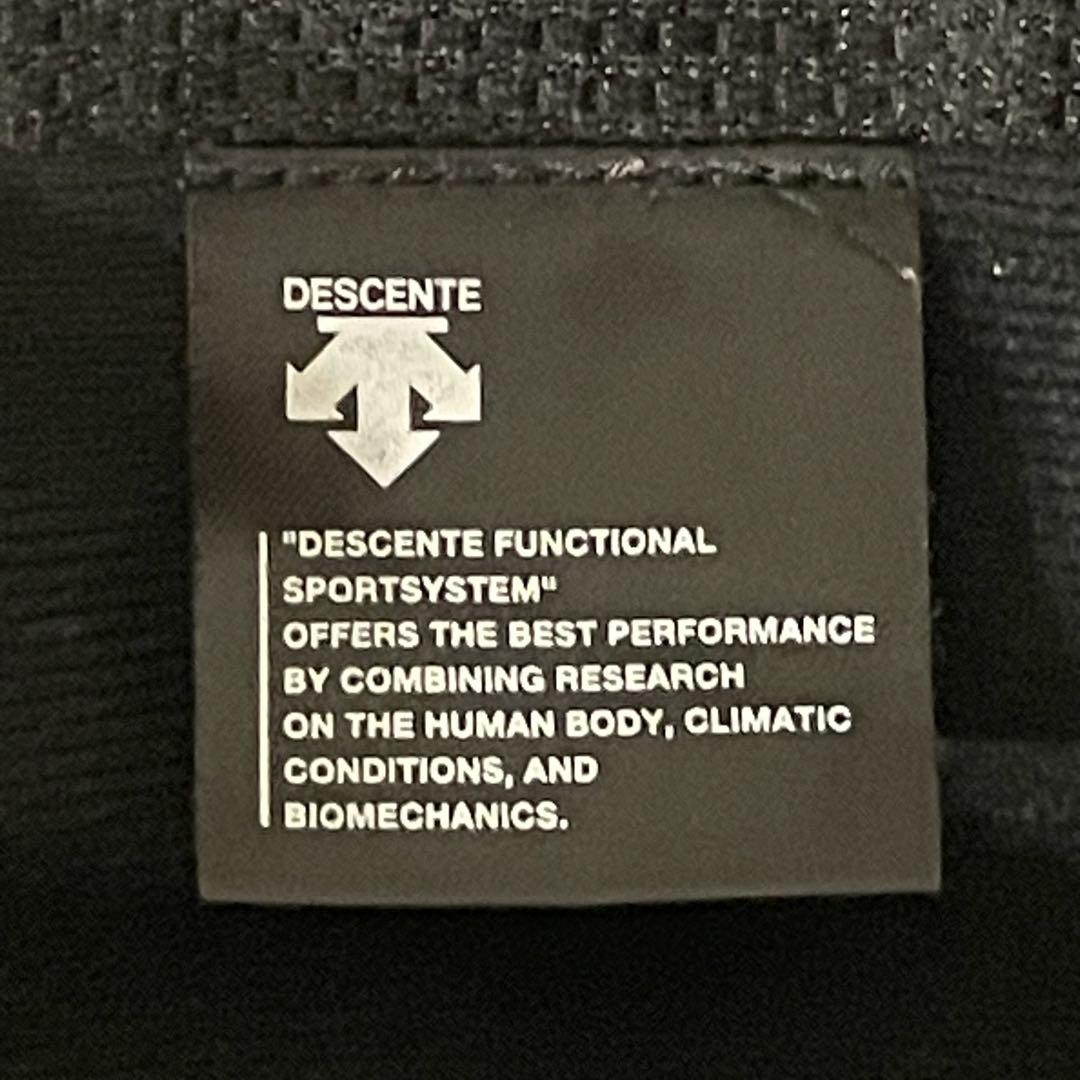 DESCENTE
"DESCENTE FUNCTIONAL
SPORTSYSTEM"
OFFERS THE BEST PERFORMANCE
BY COMBINING RESEARCH
ON THE HUMAN BODY, CLIMATIC
CONDITIONS, AND
BIOMECHANICS.